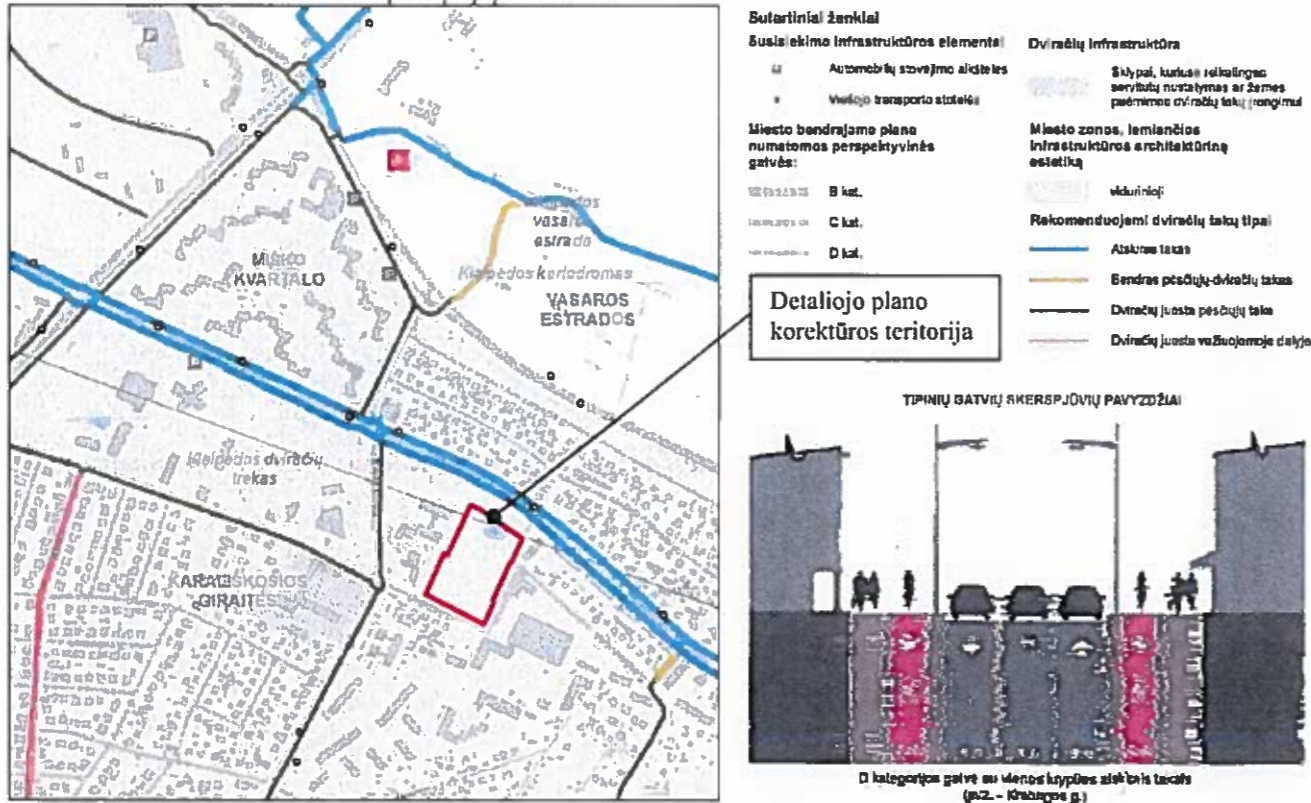 MIŠKO
KVARTALO
vasaros
estrada
Klaipėdos kartodromas
VASAROS
ESTRADOS
Klaipėdos dviračių
trekas
KARALIŠKOSIOS
GIRAITĖS
Sutartiniai ženklai
Susisiekimo infrastruktūros elementai
Automobilių stovėjimo aikštelės
Viešojo transporto stotelės
Miesto bendrajame plane
numatomos perspektyvinės
gatvės:
B kat.
C kat.
D kat.
Dviračių infrastruktūra
Sklypai, kuriuose reikalingas
servitutų nustatymas ar žemės
paėmimas dviračių takų įrengimui
Miesto zonos, lemiančios
infrastruktūros architektūrinę
estetiką
vidurinioji
Rekomenduojami dviračių takų tipai
Atskiras takas
Bendras pėsčiųjų-dviračių takas
Dviračių juosta pėsčiųjų take
Dviračių juosta važiuojamoje dalyje
Detaliojo plano
korektūros teritorija
TIPINIŲ GATVIŲ SKERSPJŪVIŲ PAVYZDŽIAI
D kategorijos gatvė su vienos krypties atskirais takais